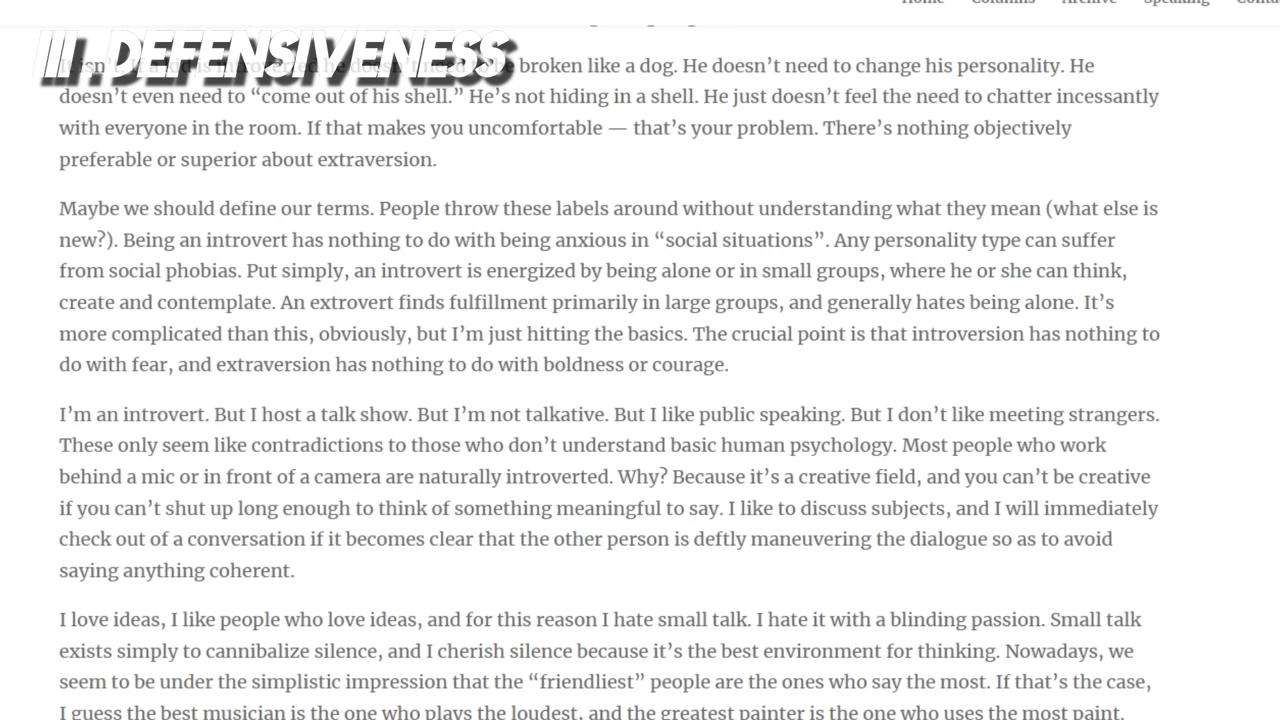 Home Columns Archive Speaking
III. DEFENSIVENESS
It isn't. If a kid is introverted he doesn't need to be broken like a dog. He doesn't need to change his personality. He
doesn't even need to “come out of his shell.” He's not hiding in a shell. He just doesn't feel the need to chatter incessantly
with everyone in the room. If that makes you uncomfortable — that's your problem. There's nothing objectively
preferable or superior about extraversion.
Maybe we should define our terms. People throw these labels around without understanding what they mean (what else is
new?). Being an introvert has nothing to do with being anxious in “social situations”. Any personality type can suffer
from social phobias. Put simply, an introvert is energized by being alone or in small groups, where he or she can think,
create and contemplate. An extrovert finds fulfillment primarily in large groups, and generally hates being alone. It's
more complicated than this, obviously, but I'm just hitting the basics. The crucial point is that introversion has nothing to
do with fear, and extraversion has nothing to do with boldness or courage.
I'm an introvert. But I host a talk show. But I'm not talkative. But I like public speaking. But I don't like meeting strangers.
These only seem like contradictions to those who don't understand basic human psychology. Most people who work
behind a mic or in front of a camera are naturally introverted. Why? Because it's a creative field, and you can't be creative
if you can't shut up long enough to think of something meaningful to say. I like to discuss subjects, and I will immediately
check out of a conversation if it becomes clear that the other person is deftly maneuvering the dialogue so as to avoid
saying anything coherent.
I love ideas, I like people who love ideas, and for this reason I hate small talk. I hate it with a blinding passion. Small talk
exists simply to cannibalize silence, and I cherish silence because it's the best environment for thinking. Nowadays, we
seem to be under the simplistic impression that the “friendliest” people are the ones who say the most. If that's the case,
I guess the best musician is the one who plays the loudest, and the greatest painter is the one who uses the most paint.